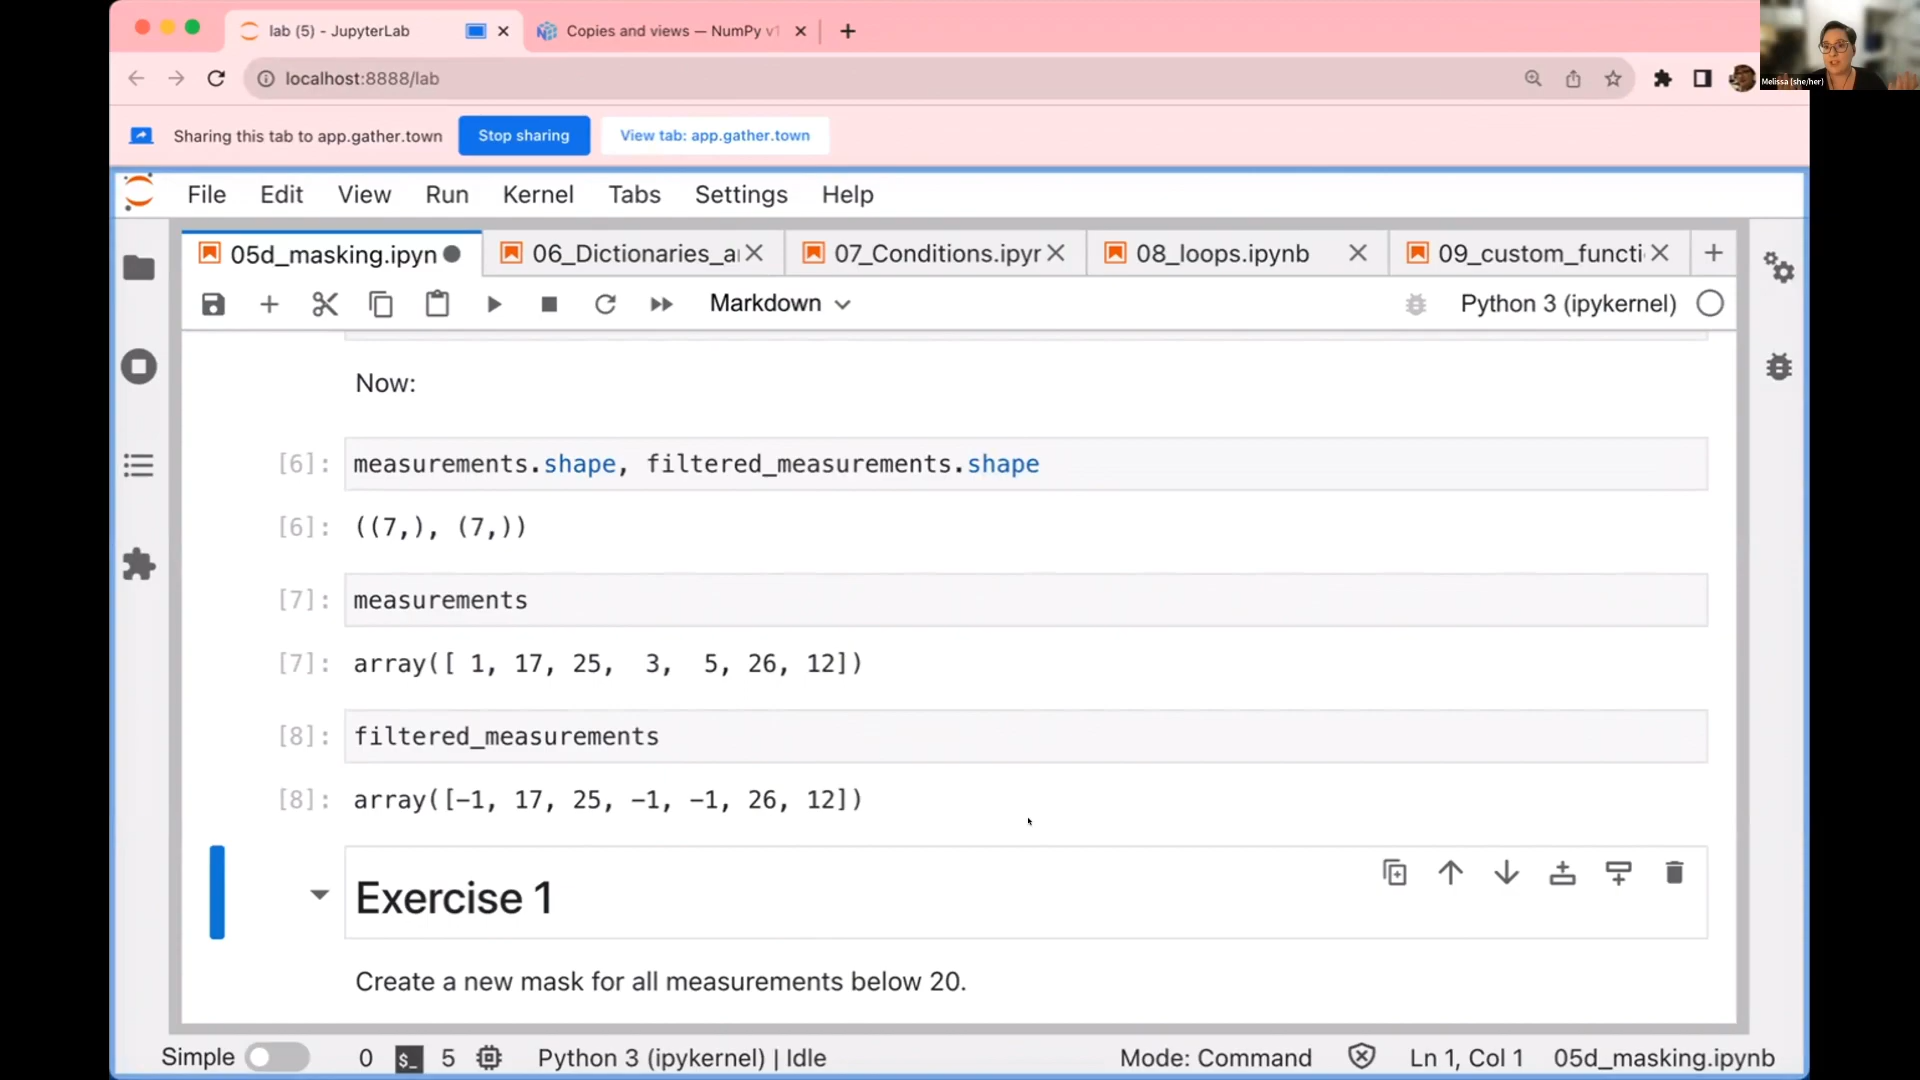 lab (5) - JupyterLab
Copies and views — NumPy v1
localhost:8888/lab
Melissa (she/her)
Sharing this tab to app.gather.town
Stop sharing
View tab: app.gather.town
File Edit View Run Kernel Tabs Settings Help
05d_masking.ipyn
06_Dictionaries_a
07_Conditions.ipyr
08_loops.ipynb
09_custom_functi
Markdown
Python 3 (ipykernel)
Now:
[6]: measurements.shape, filtered_measurements.shape
[6]: ((7,), (7,))
[7]: measurements
[7]: array([ 1, 17, 25,  3,  5, 26, 12])
[8]: filtered_measurements
[8]: array([-1, 17, 25, -1, -1, 26, 12])
Exercise 1
Create a new mask for all measurements below 20.
Simple 0 $_ 5 Python 3 (ipykernel) | Idle Mode: Command Ln 1, Col 1 05d_masking.ipynb